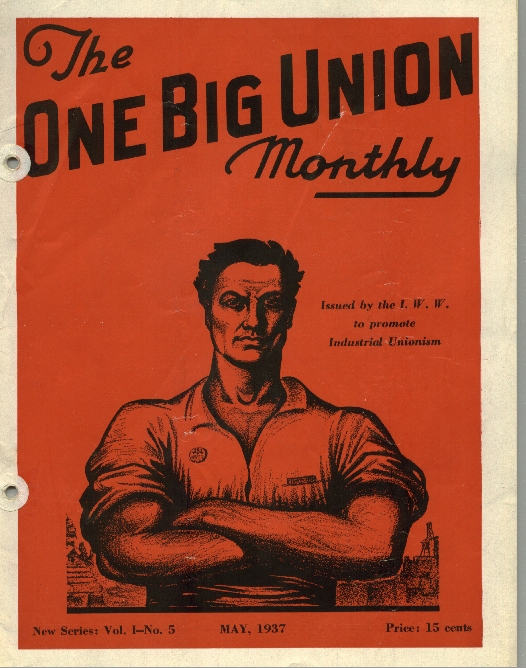 The
ONE BIG UNION
Monthly
Issued by the I. W. W.
to promote
Industrial Unionism
New Series: Vol. I—No. 5 MAY, 1937 Price: 15 cents